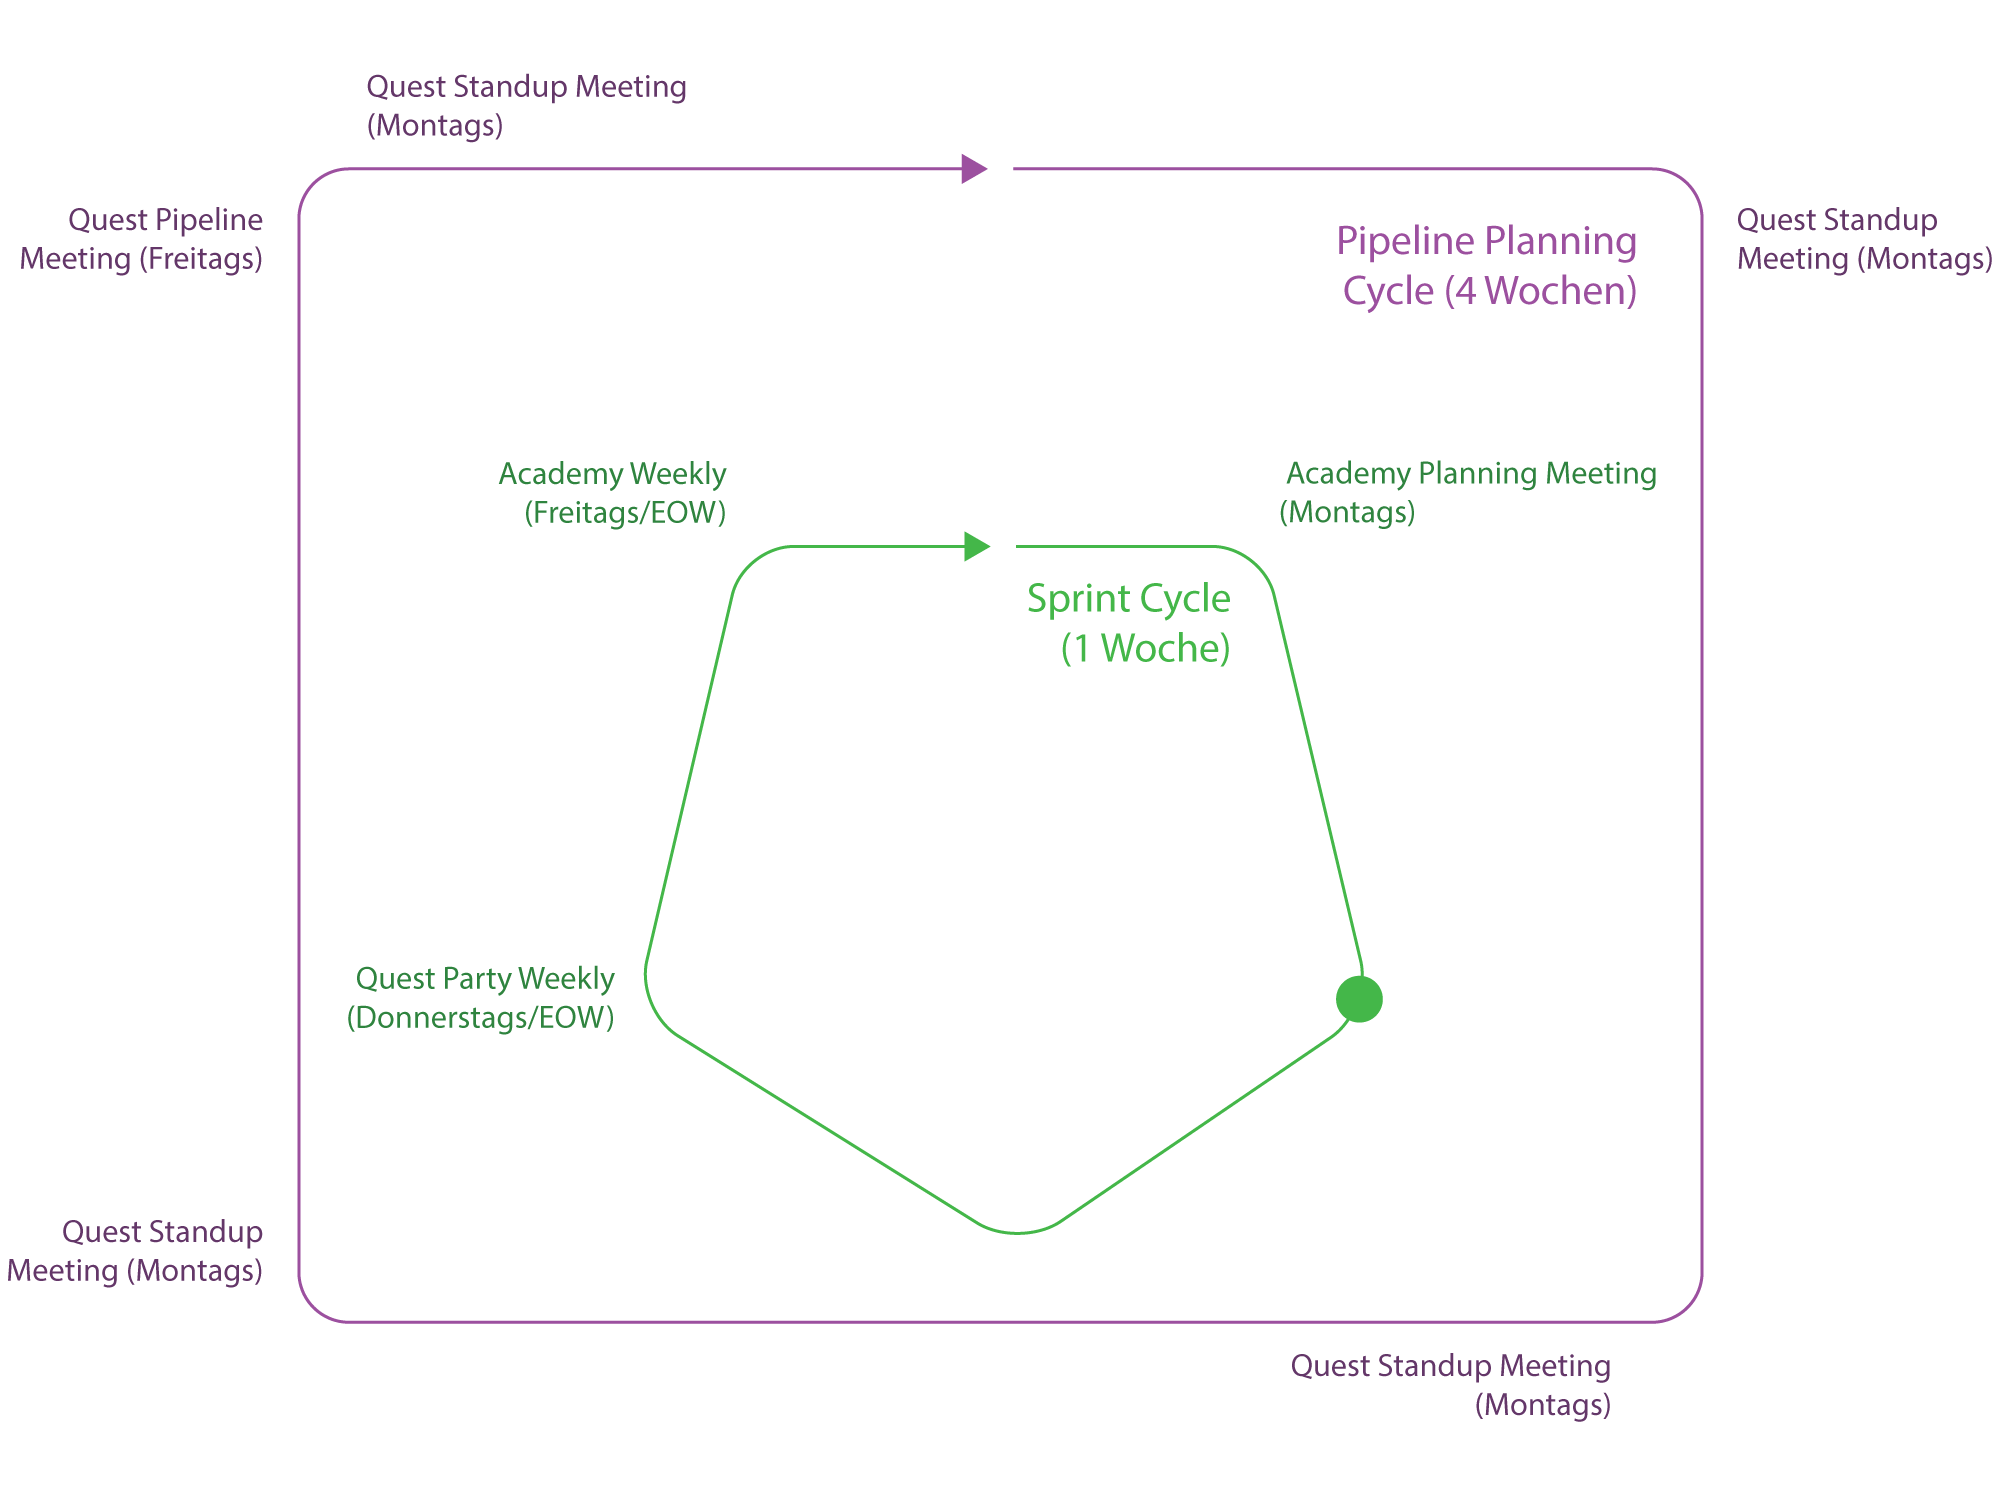 Quest Standup Meeting
(Montags)
Quest Pipeline
Meeting (Freitags)
Pipeline Planning
Cycle (4 Wochen)
Quest Standup
Meeting (Montags)
Academy Weekly
(Freitags/EOW)
Academy Planning Meeting
(Montags)
Sprint Cycle
(1 Woche)
Quest Party Weekly
(Donnerstags/EOW)
Quest Standup
Meeting (Montags)
Quest Standup Meeting
(Montags)